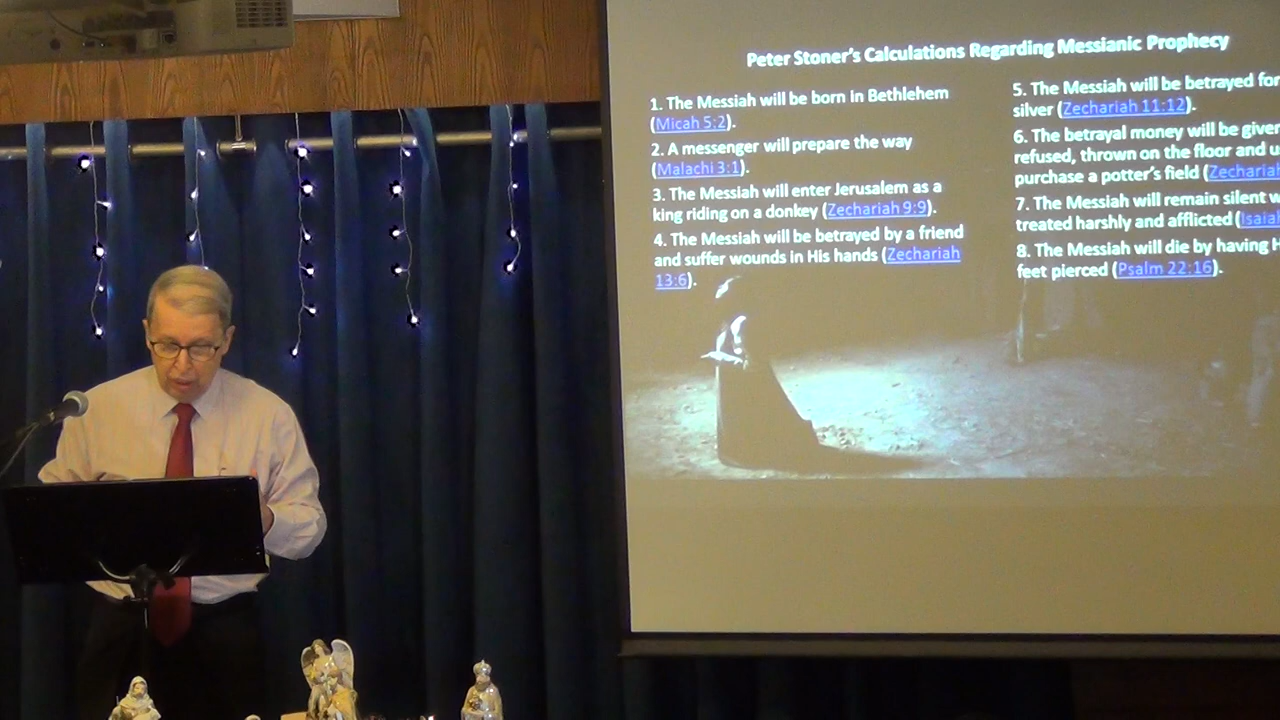 Peter Stoner's Calculations Regarding Messianic Prophecy
1. The Messiah will be born in Bethlehem
(Micah 5:2).
2. A messenger will prepare the way
(Malachi 3:1).
3. The Messiah will enter Jerusalem as a
king riding on a donkey (Zechariah 9:9).
4. The Messiah will be betrayed by a friend
and suffer wounds in His hands (Zechariah
13:6).
5. The Messiah will be betrayed for
silver (Zechariah 11:12).
6. The betrayal money will be
refused, thrown on the floor and
purchase a potter's field (Zechariah
7. The Messiah will remain silent
treated harshly and afflicted (
8. The Messiah will die by having
feet pierced (Psalm 22:16).